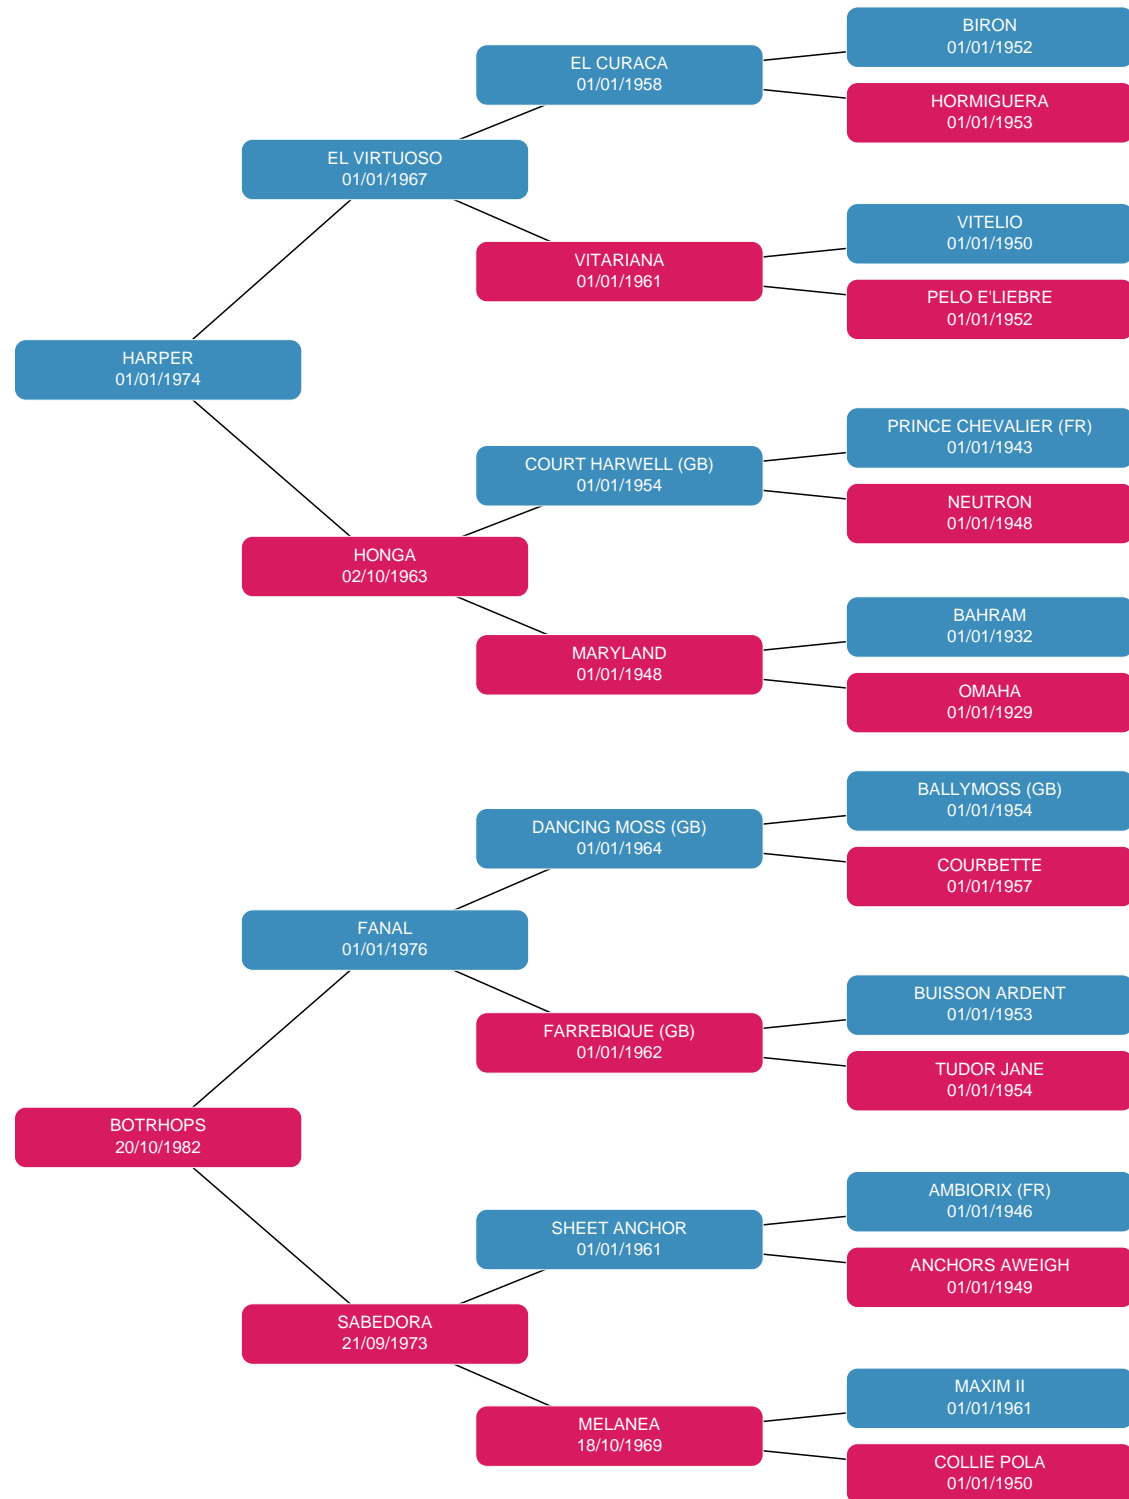 BIRON
01/01/1952
EL CURACA
01/01/1958
HORMIGUERA
01/01/1953
EL VIRTUOSO
01/01/1967
VITELIO
01/01/1950
VITARIANA
01/01/1961
PELO E'LIEBRE
01/01/1952
HARPER
01/01/1974
PRINCE CHEVALIER (FR)
01/01/1943
COURT HARWELL (GB)
01/01/1954
NEUTRON
01/01/1948
HONGA
02/10/1963
BAHRAM
01/01/1932
MARYLAND
01/01/1948
OMAHA
01/01/1929
BALLYMOSS (GB)
01/01/1954
DANCING MOSS (GB)
01/01/1964
COURBETTE
01/01/1957
FANAL
01/01/1976
BUISSON ARDENT
01/01/1953
FARREBIQUE (GB)
01/01/1962
TUDOR JANE
01/01/1954
BOTRHOPS
20/10/1982
AMBIORIX (FR)
01/01/1946
SHEET ANCHOR
01/01/1961
ANCHORS AWEIGH
01/01/1949
SABEDORA
21/09/1973
MAXIM II
01/01/1961
MELANEA
18/10/1969
COLLIE POLA
01/01/1950